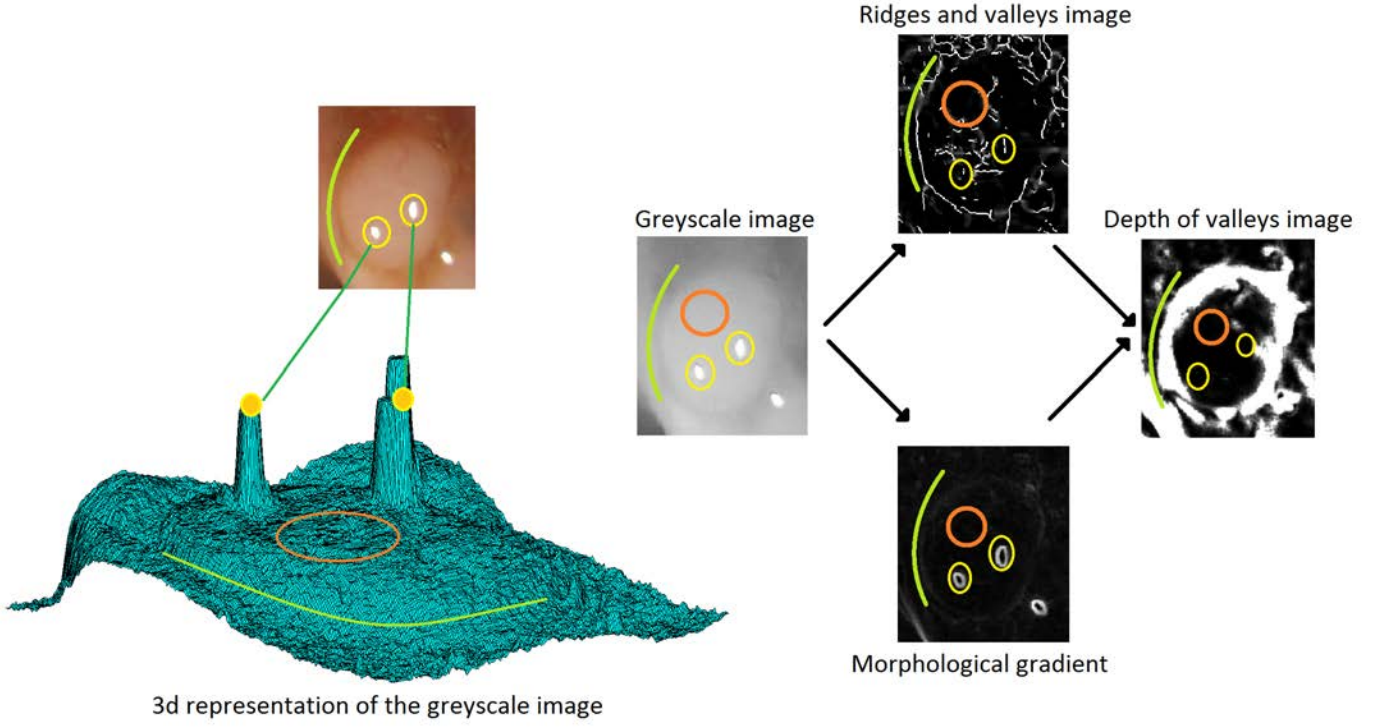 Ridges and valleys image
Greyscale image
Depth of valleys image
Morphological gradient
3d representation of the greyscale image